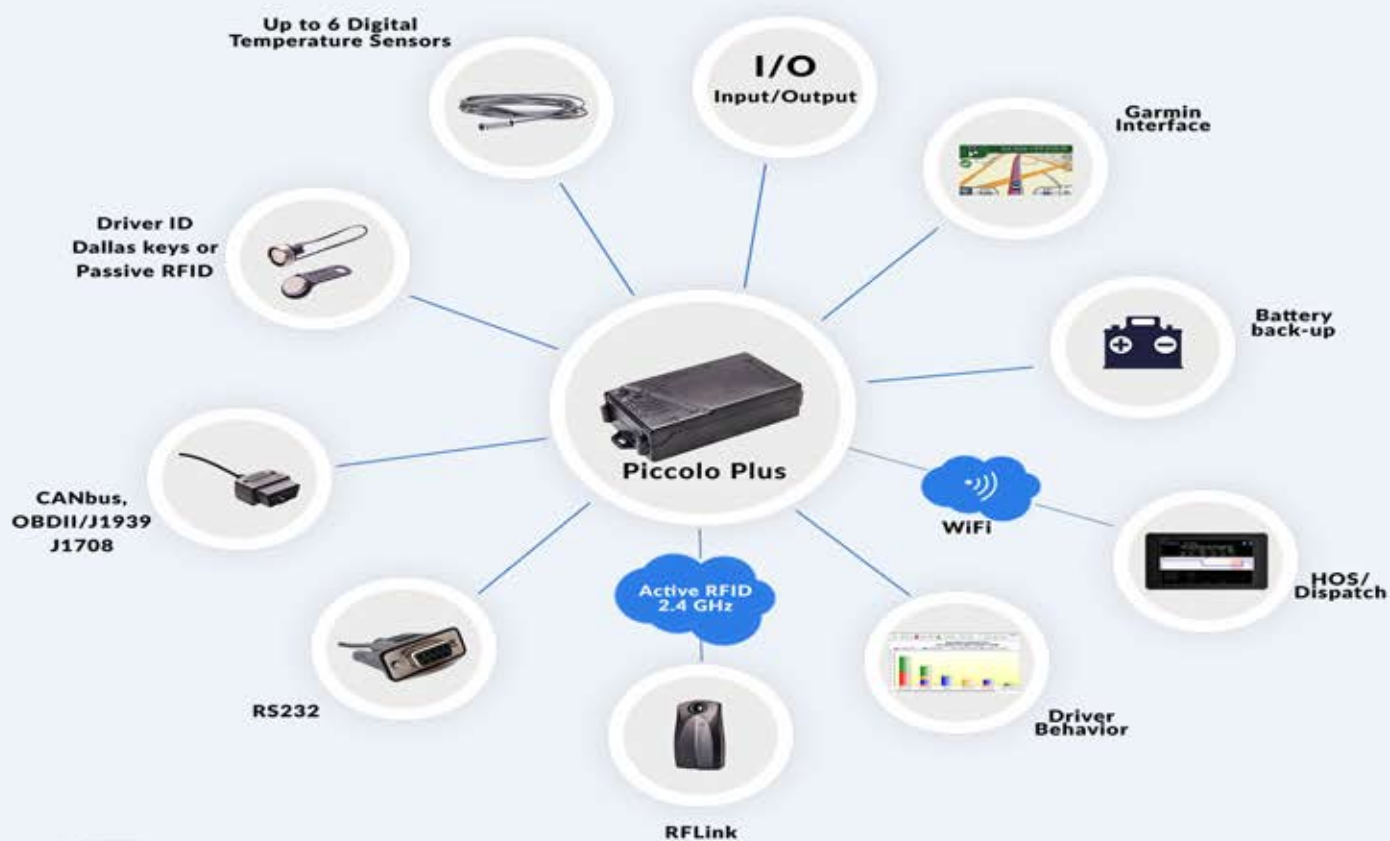 Up to 6 Digital
Temperature Sensors
I/O
Input/Output
Garmin
Interface
Driver ID
Dallas keys or
Passive RFID
Battery
back-up
Piccolo Plus
CANbus,
OBDII/J1939
J1708
WiFi
HOS/
Dispatch
Active RFID
2.4 GHz
RS232
Driver
Behavior
RFLink